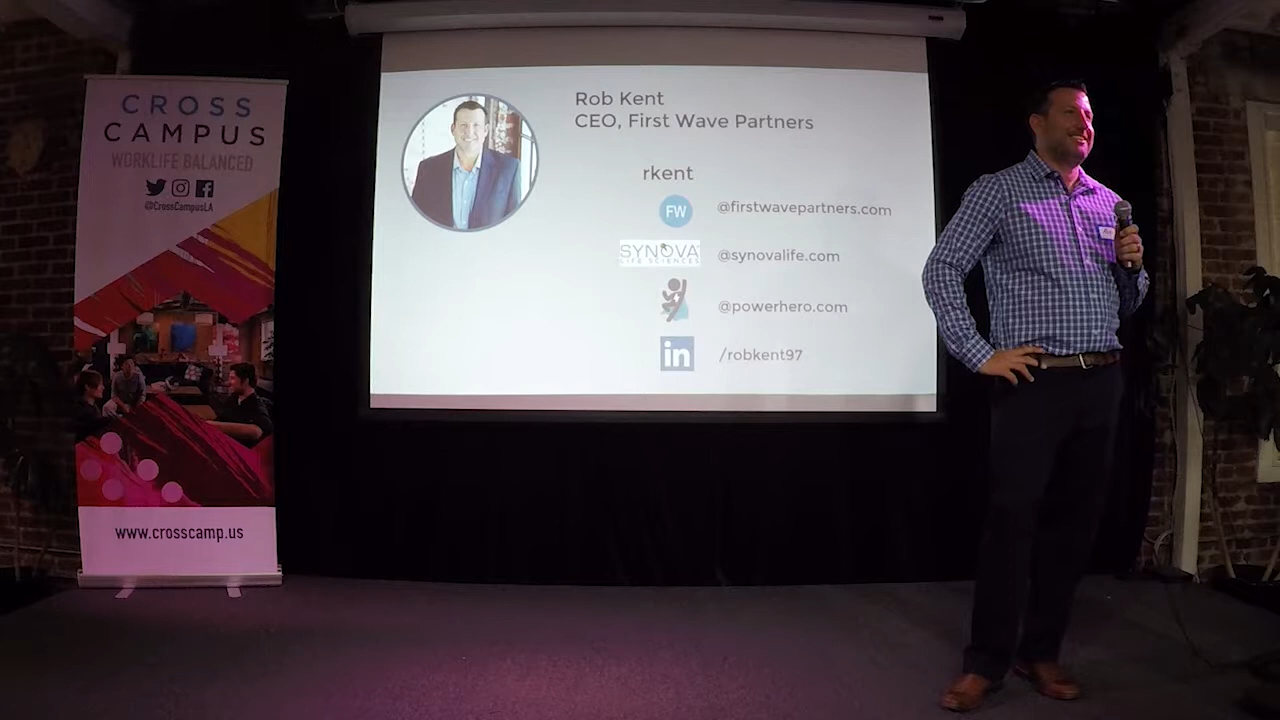 CROSS
CAMPUS
WORKLIFE BALANCED
@CrossCampusLA
www.crosscamp.us
Rob Kent
CEO, First Wave Partners
rkent
FW
@firstwavepartners.com
SYNOVA
LIFE SCIENCES
@synovalife.com
@powerhero.com
in
/robkent97